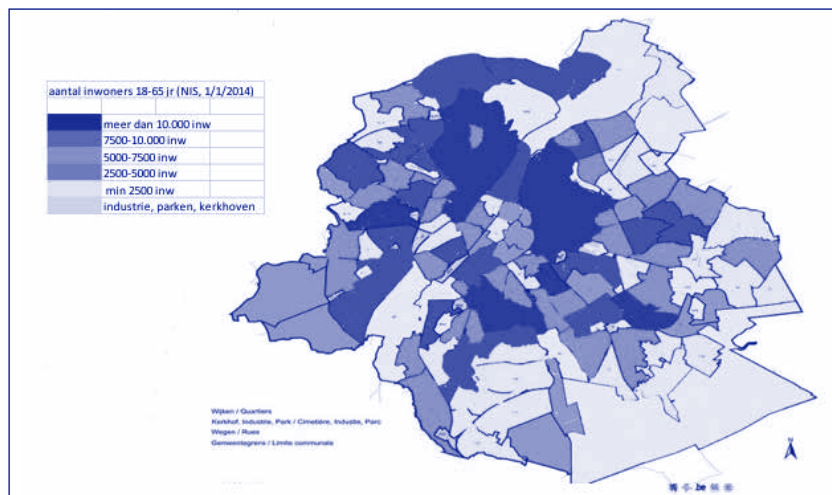 aantal inwoners 18-65 jr (NIS, 1/1/2014)
meer dan 10.000 inw
7500-10.000 inw
5000-7500 inw
2500-5000 inw
min 2500 inw
industrie, parken, kerkhoven
Wijken / Quartiers
Kerkhof, Industrie, Park / Cimetière, Industie, Parc
Wegen / Rues
Gemeentegrens / Limite communale
N
.be